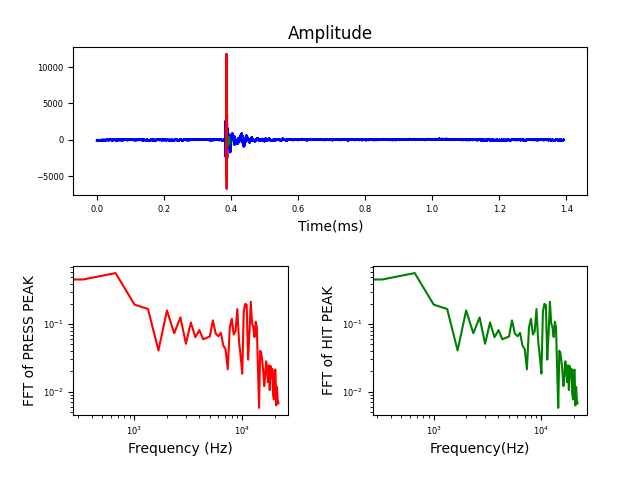 Amplitude
10000
5000
0
−5000
0.0 0.2 0.4 0.6 0.8 1.0 1.2 1.4
Time(ms)
FFT of PRESS PEAK
10⁻¹
10⁻²
10³ 10⁴
Frequency (Hz)
FFT of HIT PEAK
10⁻¹
10⁻²
10³ 10⁴
Frequency(Hz)